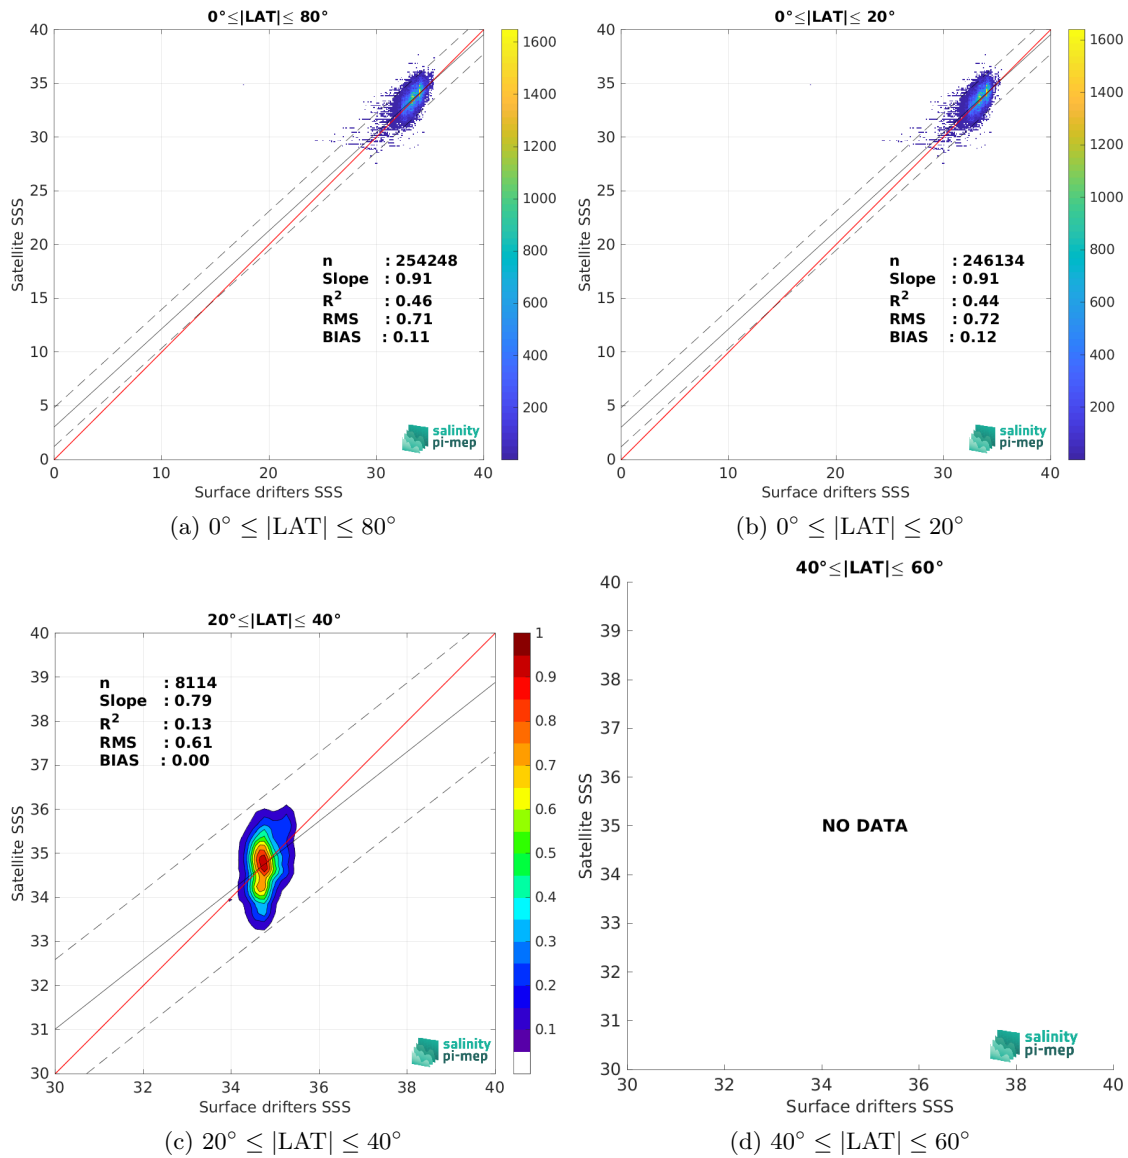 0°≤|LAT|≤ 80°
40
35
30
25
20
15
10
5
0
Satellite SSS
n : 254248
Slope : 0.91
R² : 0.46
RMS : 0.71
BIAS : 0.11
salinity
pi-mep
0 10 20 30 40
Surface drifters SSS
1600
1400
1200
1000
800
600
400
200
(a) 0° ≤ |LAT| ≤ 80°
0°≤|LAT|≤ 20°
40
35
30
25
20
15
10
5
0
Satellite SSS
n : 246134
Slope : 0.91
R² : 0.44
RMS : 0.72
BIAS : 0.12
salinity
pi-mep
0 10 20 30 40
Surface drifters SSS
1600
1400
1200
1000
800
600
400
200
(b) 0° ≤ |LAT| ≤ 20°
20°≤|LAT|≤ 40°
40
39
38
37
36
35
34
33
32
31
30
Satellite SSS
n : 8114
Slope : 0.79
R² : 0.13
RMS : 0.61
BIAS : 0.00
salinity
pi-mep
30 32 34 36 38 40
Surface drifters SSS
1
0.9
0.8
0.7
0.6
0.5
0.4
0.3
0.2
0.1
(c) 20° ≤ |LAT| ≤ 40°
40°≤|LAT|≤ 60°
40
39
38
37
36
35
34
33
32
31
30
Satellite SSS
NO DATA
salinity
pi-mep
30 32 34 36 38 40
Surface drifters SSS
(d) 40° ≤ |LAT| ≤ 60°